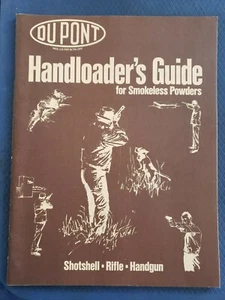 DU PONT
Handloader's Guide
for Smokeless Powders
Shotshell • Rifle • Handgun